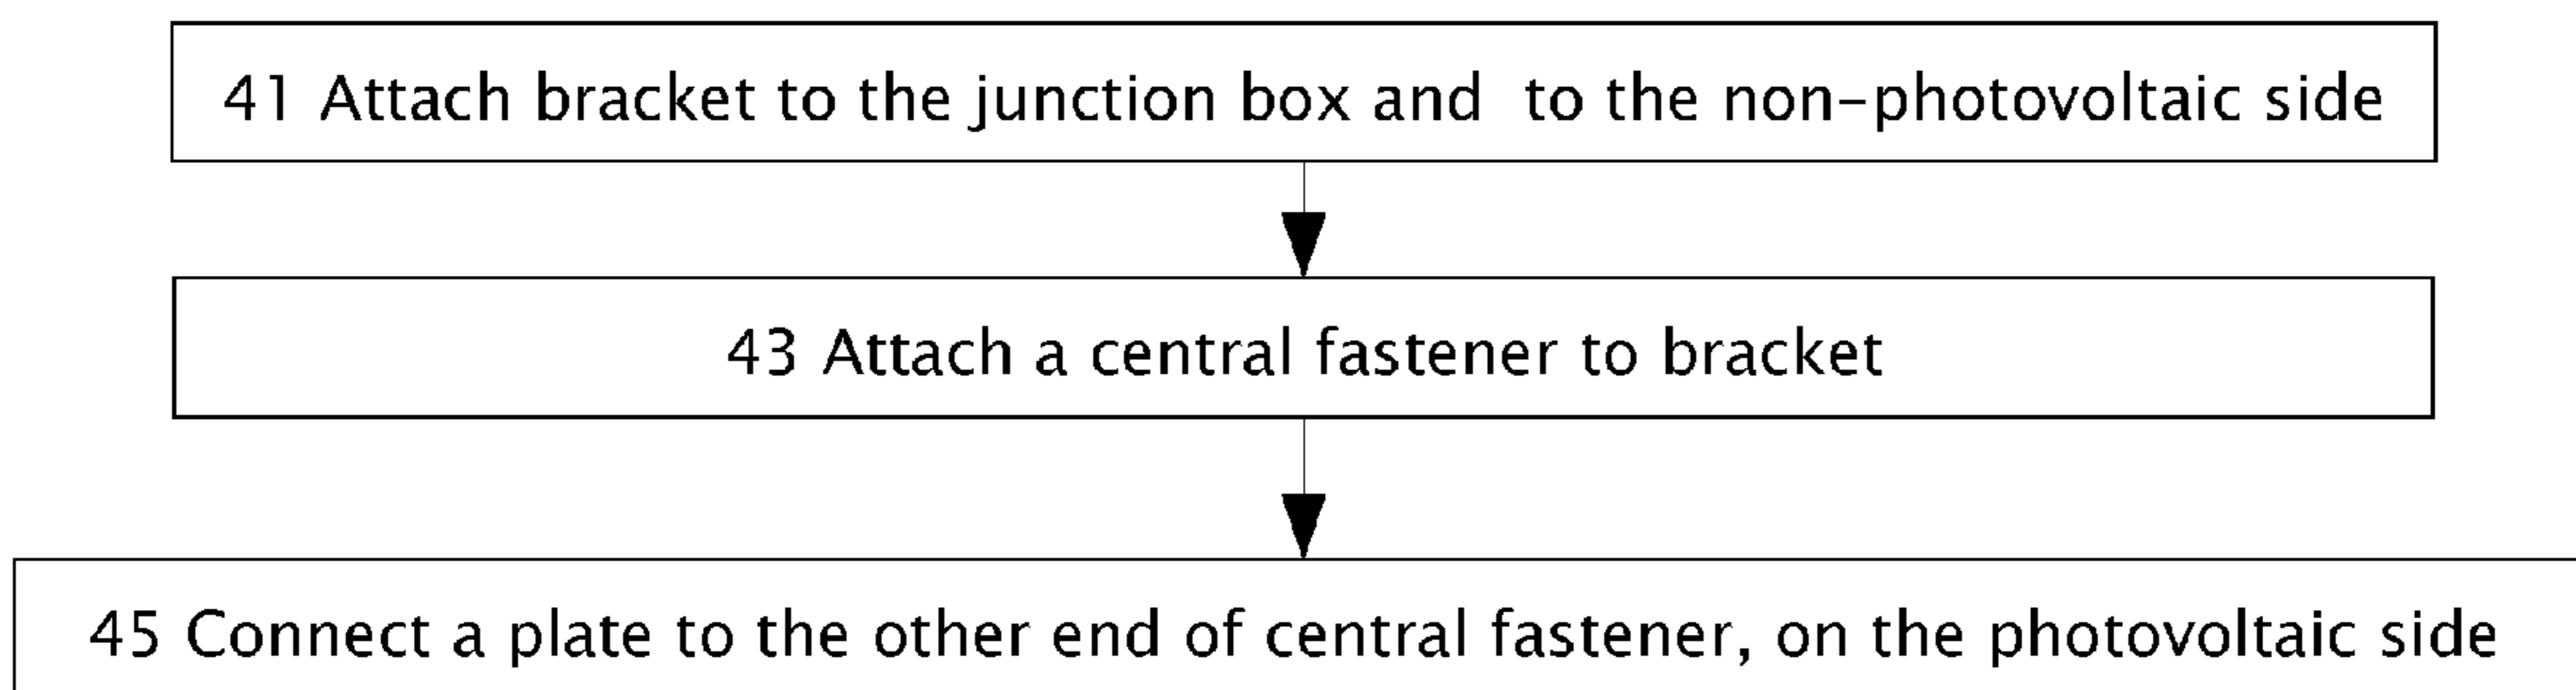 41 Attach bracket to the junction box and  to the non-photovoltaic side
43 Attach a central fastener to bracket
45 Connect a plate to the other end of central fastener, on the photovoltaic side